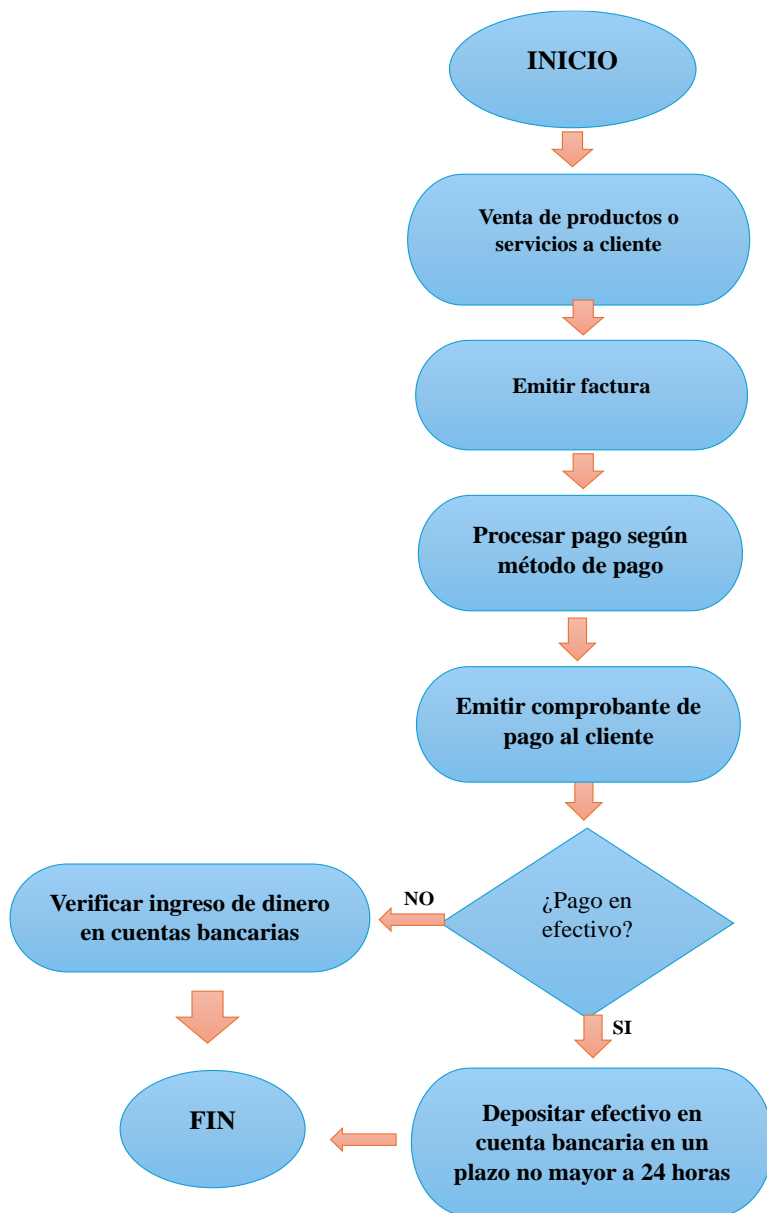 INICIO
Venta de productos o
servicios a cliente
Emitir factura
Procesar pago según
método de pago
Emitir comprobante de
pago al cliente
¿Pago en
efectivo?
NO
Verificar ingreso de dinero
en cuentas bancarias
SI
Depositar efectivo en
cuenta bancaria en un
plazo no mayor a 24 horas
FIN